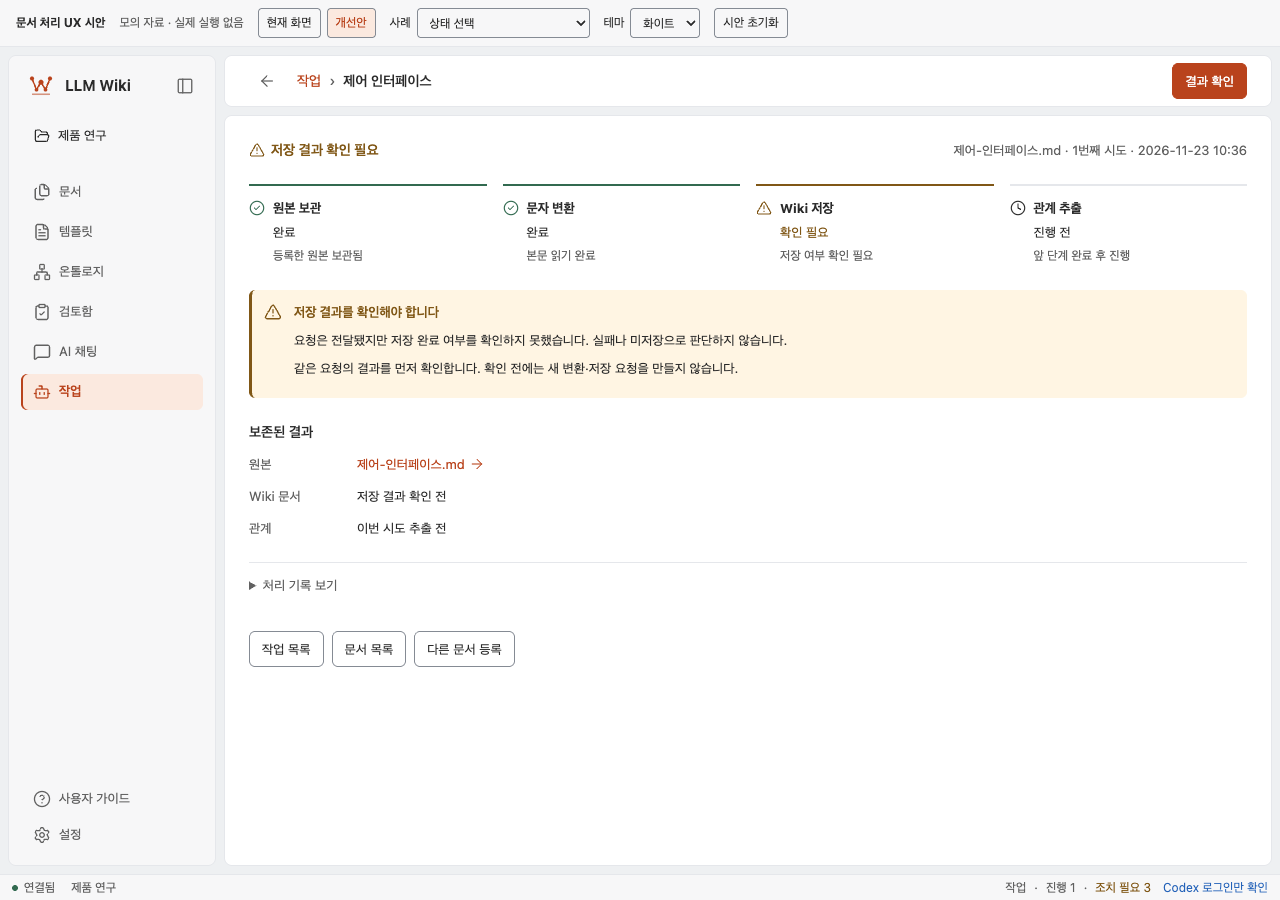 문서 처리 UX 시안 모의 자료 · 실제 실행 없음 현재 화면 개선안 사례 상태 선택 테마 화이트 시안 초기화
LLM Wiki
제품 연구
문서
템플릿
온톨로지
검토함
AI 채팅
작업
사용자 가이드
설정
작업 › 제어 인터페이스
결과 확인
저장 결과 확인 필요
제어-인터페이스.md · 1번째 시도 · 2026-11-23 10:36
원본 보관
완료
등록한 원본 보관됨
문자 변환
완료
본문 읽기 완료
Wiki 저장
확인 필요
저장 여부 확인 필요
관계 추출
진행 전
앞 단계 완료 후 진행
저장 결과를 확인해야 합니다
요청은 전달됐지만 저장 완료 여부를 확인하지 못했습니다. 실패나 미저장으로 판단하지 않습니다.
같은 요청의 결과를 먼저 확인합니다. 확인 전에는 새 변환·저장 요청을 만들지 않습니다.
보존된 결과
원본 제어-인터페이스.md →
Wiki 문서 저장 결과 확인 전
관계 이번 시도 추출 전
▶ 처리 기록 보기
작업 목록 문서 목록 다른 문서 등록
● 연결됨 제품 연구
작업 · 진행 1 · 조치 필요 3 Codex 로그인만 확인